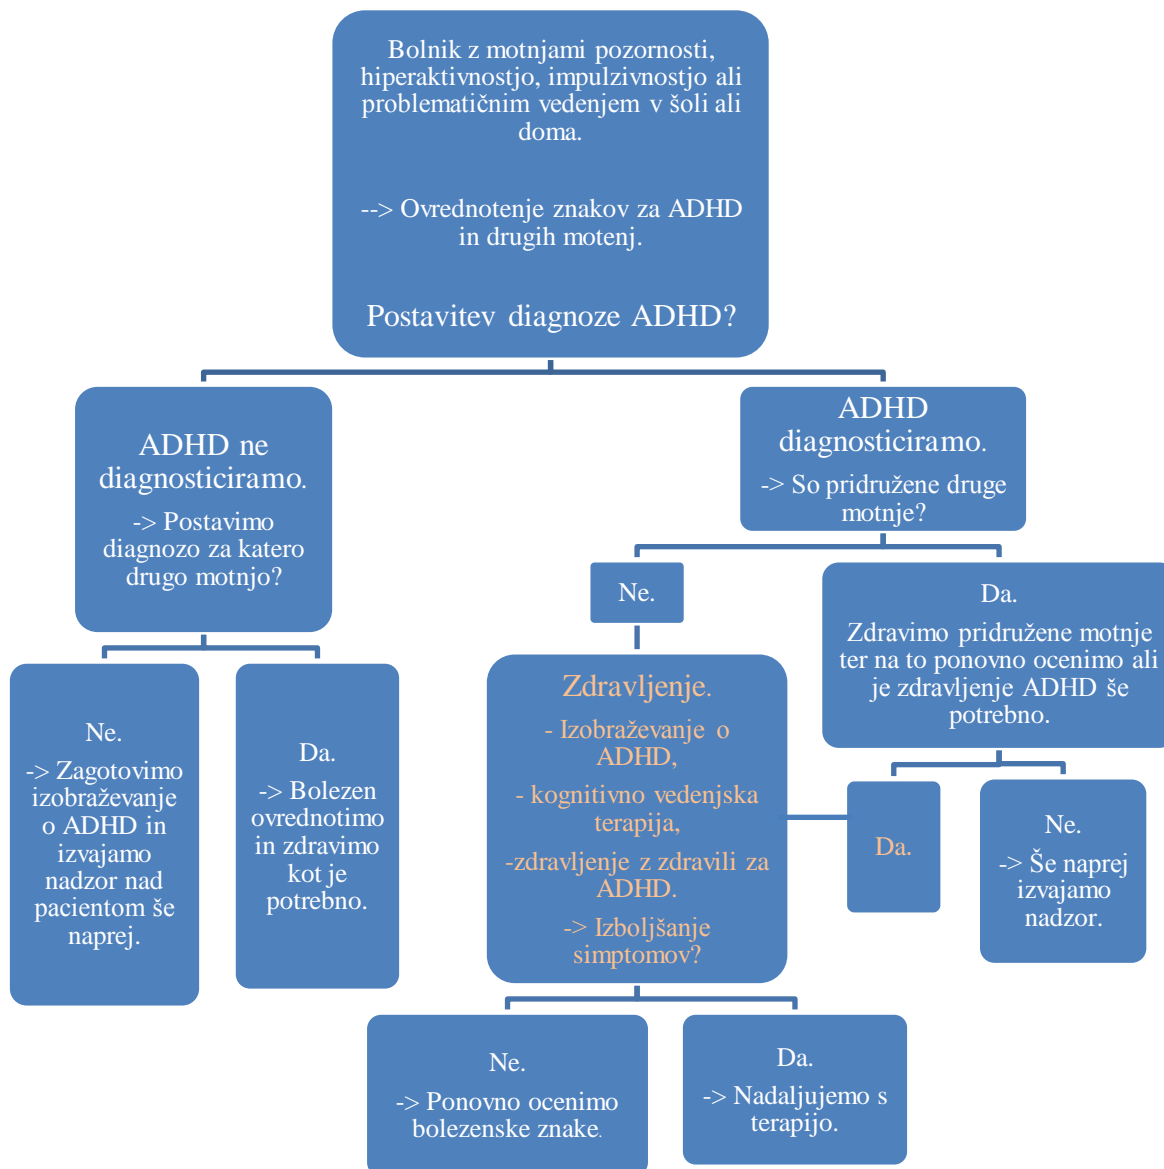 Bolnik z motnjami pozornosti,
hiperaktivnostjo, impulzivnostjo ali
problematičnim vedenjem v šoli ali
doma.
--> Ovrednotenje znakov za ADHD
in drugih motenj.
Postavitev diagnoze ADHD?
ADHD ne
diagnosticiramo.
-> Postavimo
diagnozo za katero
drugo motnjo?
ADHD
diagnosticiramo.
-> So pridružene druge
motnje?
Ne.
-> Zagotovimo
izobraževanje
o ADHD in
izvajamo
nadzor nad
pacientom še
naprej.
Da.
-> Bolezen
ovrednotimo
in zdravimo
kot je
potrebno.
Ne.
Zdravljenje.
- Izobraževanje o
ADHD,
- kognitivno vedenjska
terapija,
-zdravljenje z zdravili za
ADHD.
-> Izboljšanje
simptomov?
Da.
Zdravimo pridružene motnje
ter na to ponovno ocenimo ali
je zdravljenje ADHD še
potrebno.
Da.
Ne.
-> Še naprej
izvajamo
nadzor.
Ne.
-> Ponovno ocenimo
bolezenske znake.
Da.
-> Nadaljujemo s
terapijo.